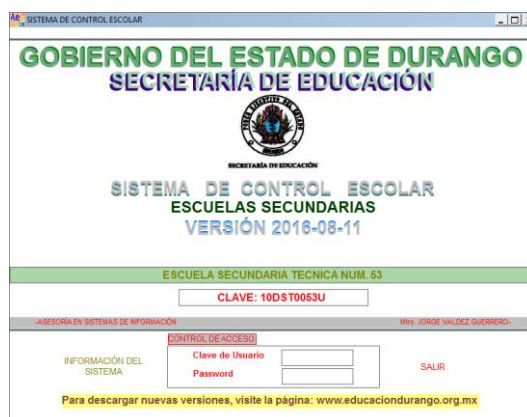 SISTEMA DE CONTROL ESCOLAR
GOBIERNO DEL ESTADO DE DURANGO
SECRETARÍA DE EDUCACIÓN
SECRETARÍA DE EDUCACIÓN
SISTEMA DE CONTROL ESCOLAR
ESCUELAS SECUNDARIAS
VERSIÓN 2016-08-11
ESCUELA SECUNDARIA TECNICA NUM. 53
CLAVE: 10DST0053U
-ASESORÍA EN SISTEMAS DE INFORMACIÓN
Mtro. JORGE VALDEZ GUERRERO-
CONTROL DE ACCESO
INFORMACIÓN DEL
SISTEMA
Clave de Usuario
Password
SALIR
Para descargar nuevas versiones, visite la página: www.educaciondurango.org.mx